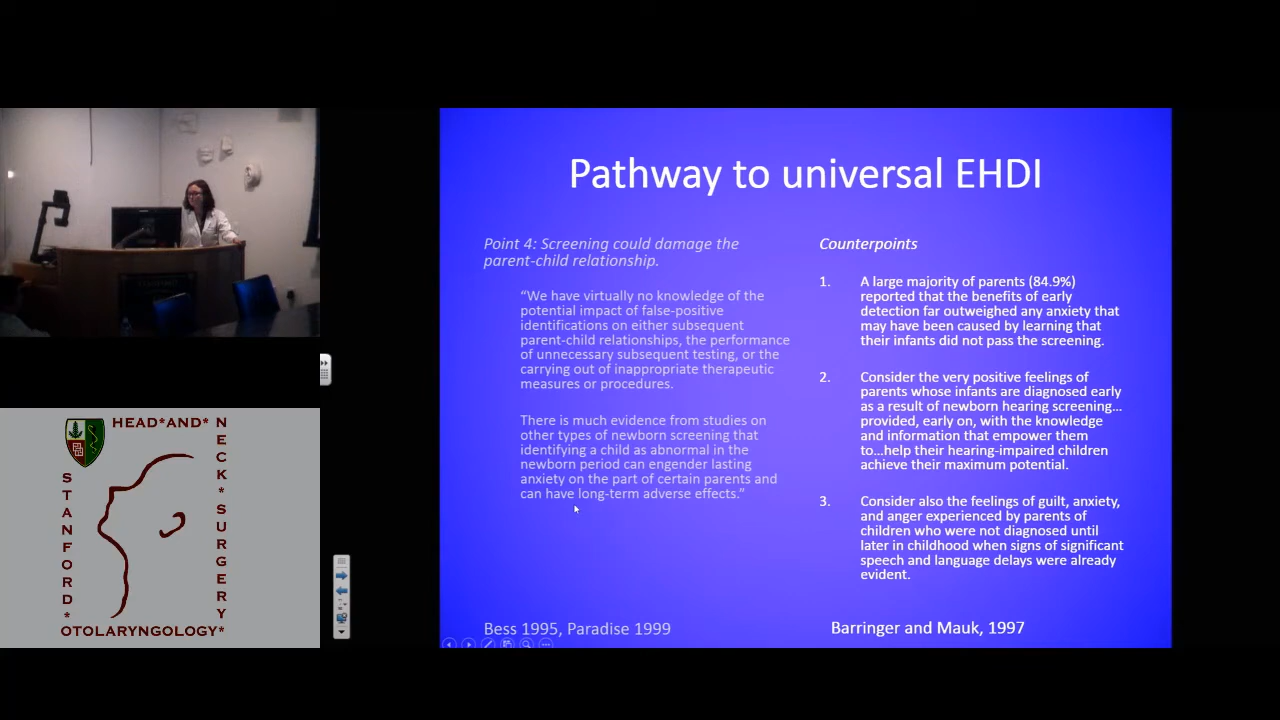 Pathway to universal EHDI
Point 4: Screening could damage the
parent-child relationship.
“We have virtually no knowledge of the
potential impact of false-positive
identifications on either subsequent
parent-child relationships, the performance
of unnecessary subsequent testing, or the
carrying out of inappropriate therapeutic
measures or procedures.
There is much evidence from studies on
other types of newborn screening that
identifying a child as abnormal in the
newborn period can engender lasting
anxiety on the part of certain parents and
can have long-term adverse effects.”
Bess 1995, Paradise 1999
Counterpoints
1. A large majority of parents (84.9%)
reported that the benefits of early
detection far outweighed any anxiety that
may have been caused by learning that
their infants did not pass the screening.
2. Consider the very positive feelings of
parents whose infants are diagnosed early
as a result of newborn hearing screening...
provided, early on, with the knowledge
and information that empower them
to...help their hearing-impaired children
achieve their maximum potential.
3. Consider also the feelings of guilt, anxiety,
and anger experienced by parents of
children who were not diagnosed until
later in childhood when signs of significant
speech and language delays were already
evident.
Barringer and Mauk, 1997
HEAD*AND*
NECK*SURGERY*
STANFORD*
OTOLARYNGOLOGY*